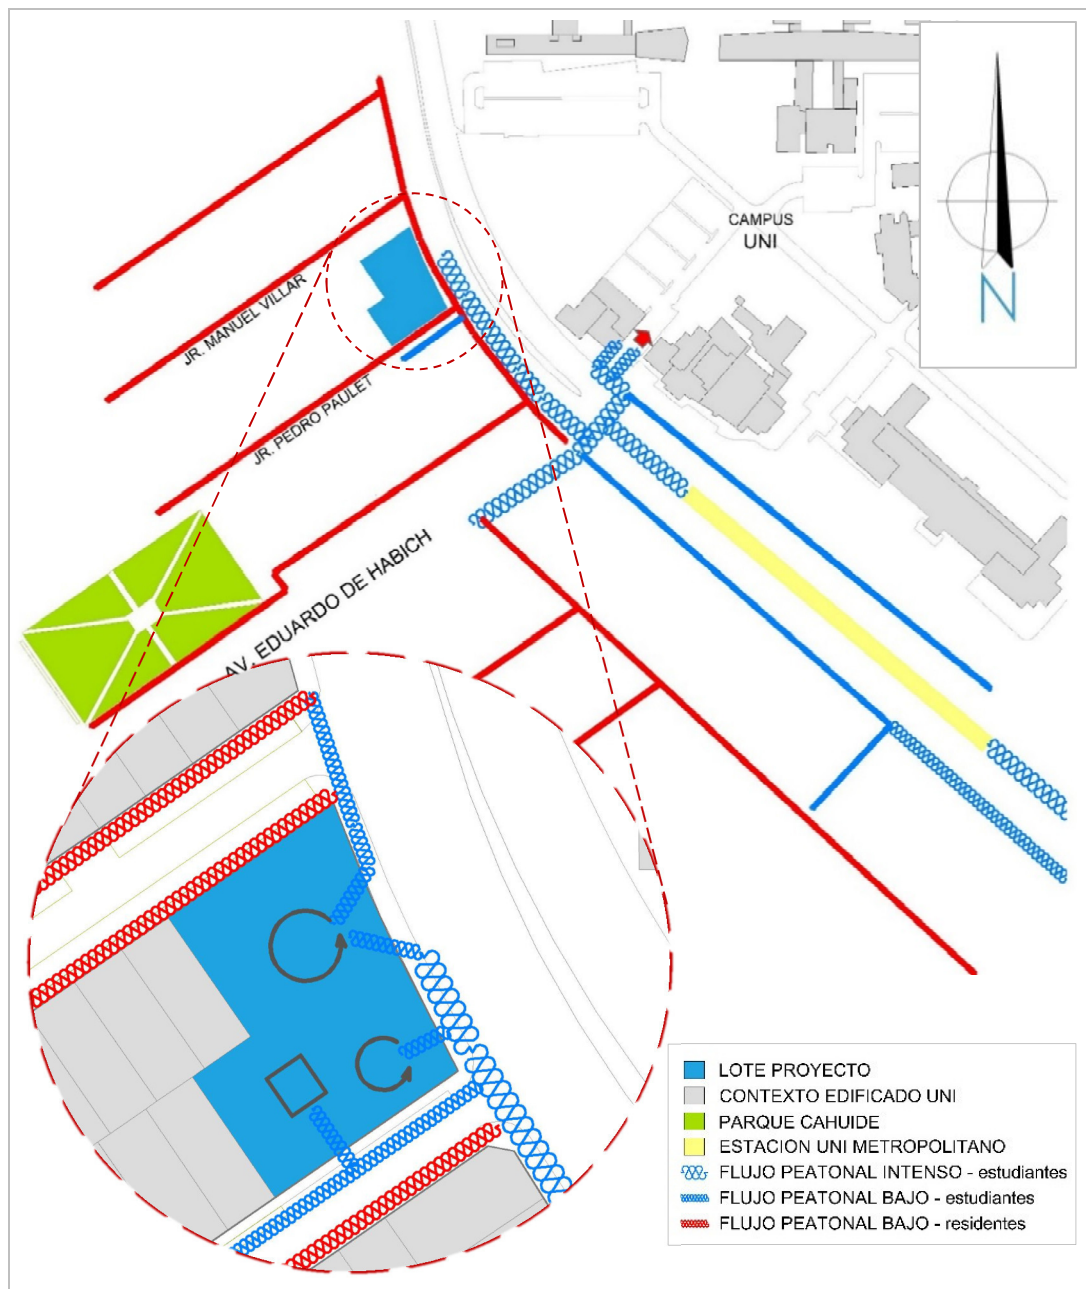 CAMPUS
UNI
N
JR. MANUEL VILLAR
JR. PEDRO PAULET
AV. EDUARDO DE HABICH
LOTE PROYECTO
CONTEXTO EDIFICADO UNI
PARQUE CAHUIDE
ESTACION UNI METROPOLITANO
FLUJO PEATONAL INTENSO - estudiantes
FLUJO PEATONAL BAJO - estudiantes
FLUJO PEATONAL BAJO - residentes